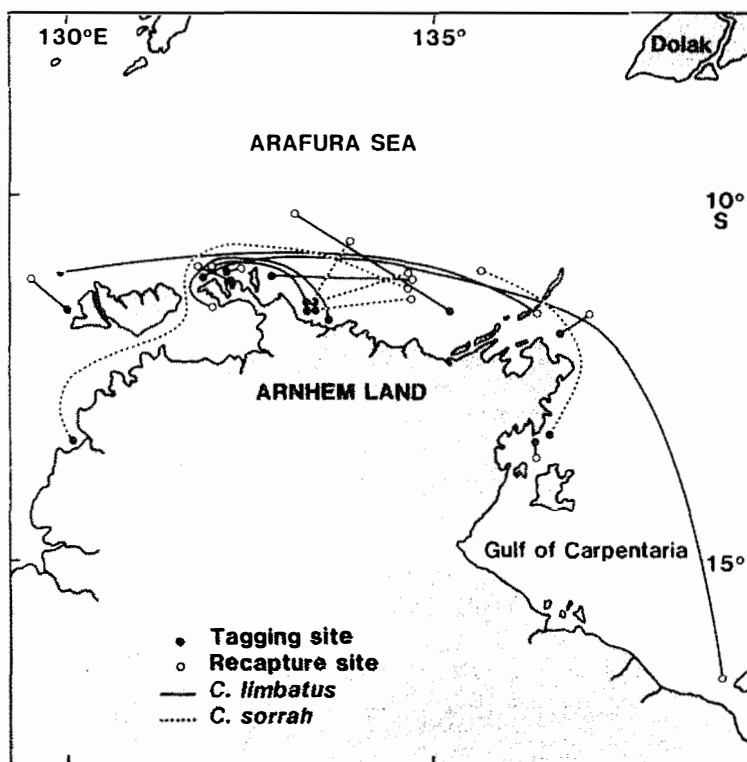 130°E 135° Dolak
ARAFURA SEA
10°
S
ARNHEM LAND
Gulf of Carpentaria
15°
Tagging site
Recapture site
C. limbatus
C. sorrah